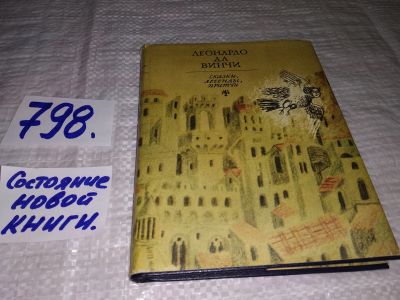 798.
Состояние
новой
книги.
ЛЕОНАРДО
ДА
ВИНЧИ
СКАЗКИ,
ЛЕГЕНДЫ,
ПРИТЧИ